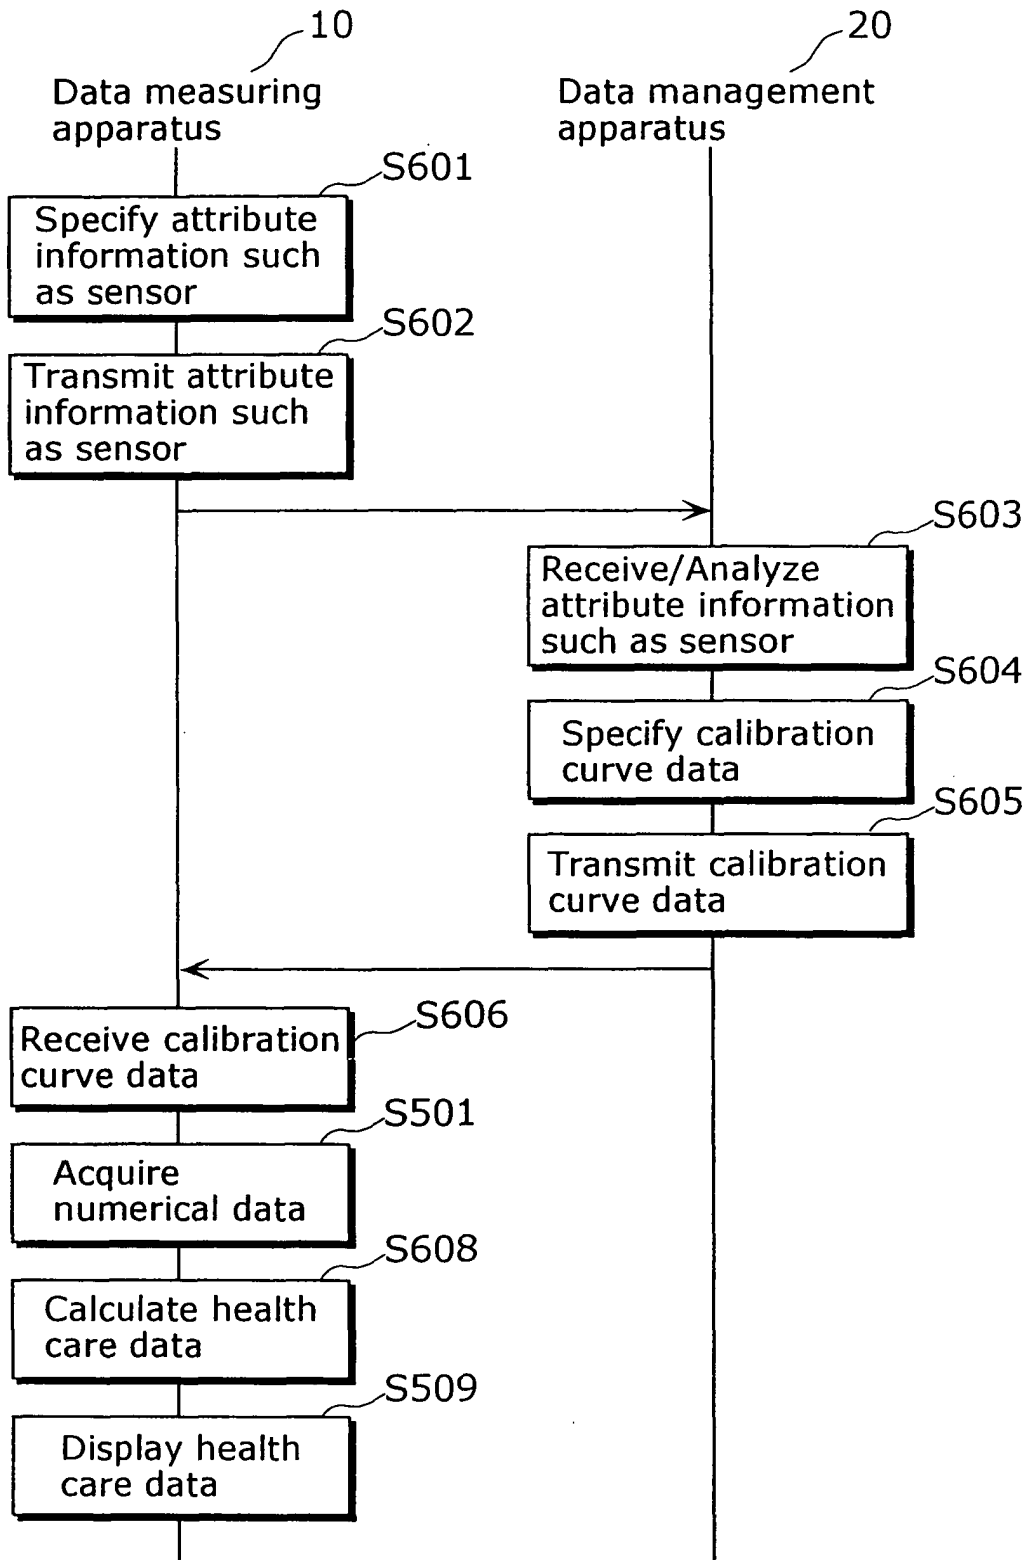 10
20
Data measuring
apparatus
Data management
apparatus
S601
Specify attribute
information such
as sensor
S602
Transmit attribute
information such
as sensor
S603
Receive/Analyze
attribute information
such as sensor
S604
Specify calibration
curve data
S605
Transmit calibration
curve data
S606
Receive calibration
curve data
S501
Acquire
numerical data
S608
Calculate health
care data
S509
Display health
care data